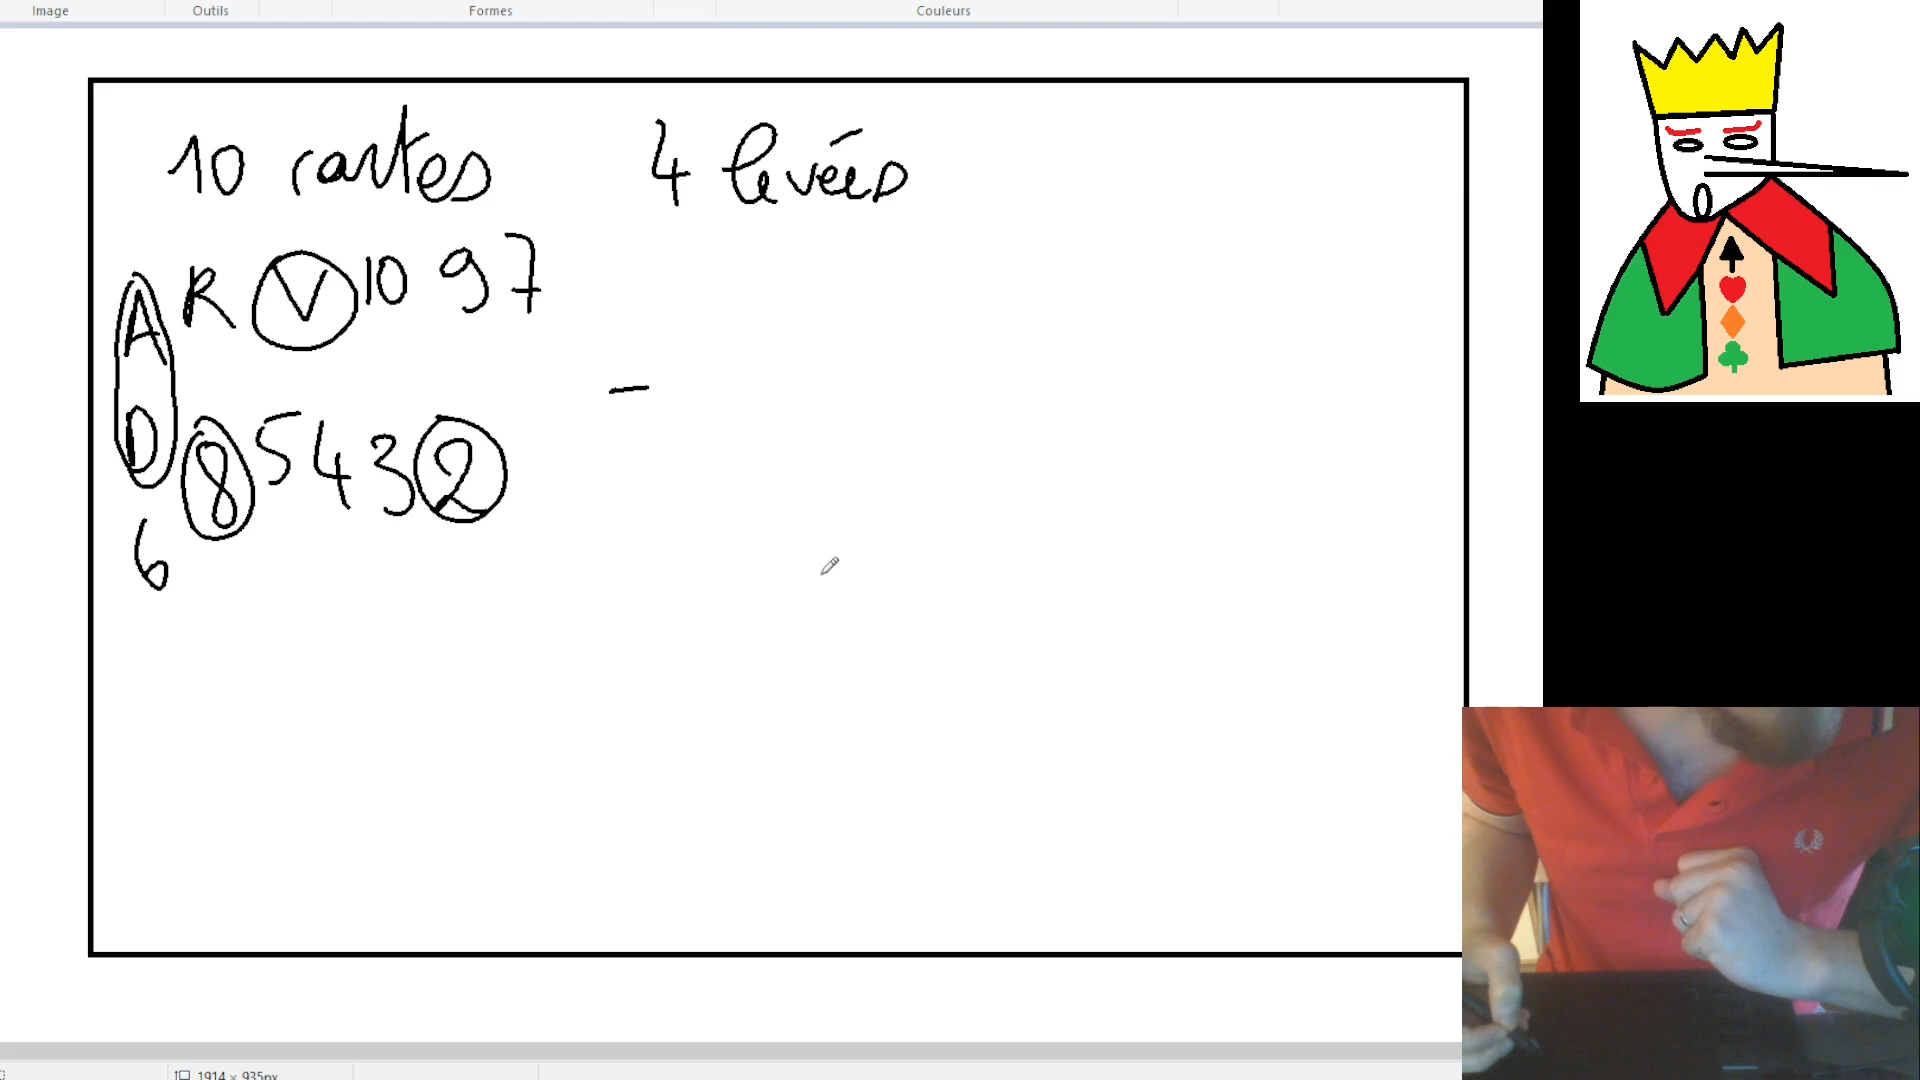 Image Outils Formes Couleurs
10 cartes 4 levées
A R V 10 9 7
–
D 8 5 4 3 2
6
1914 × 935px